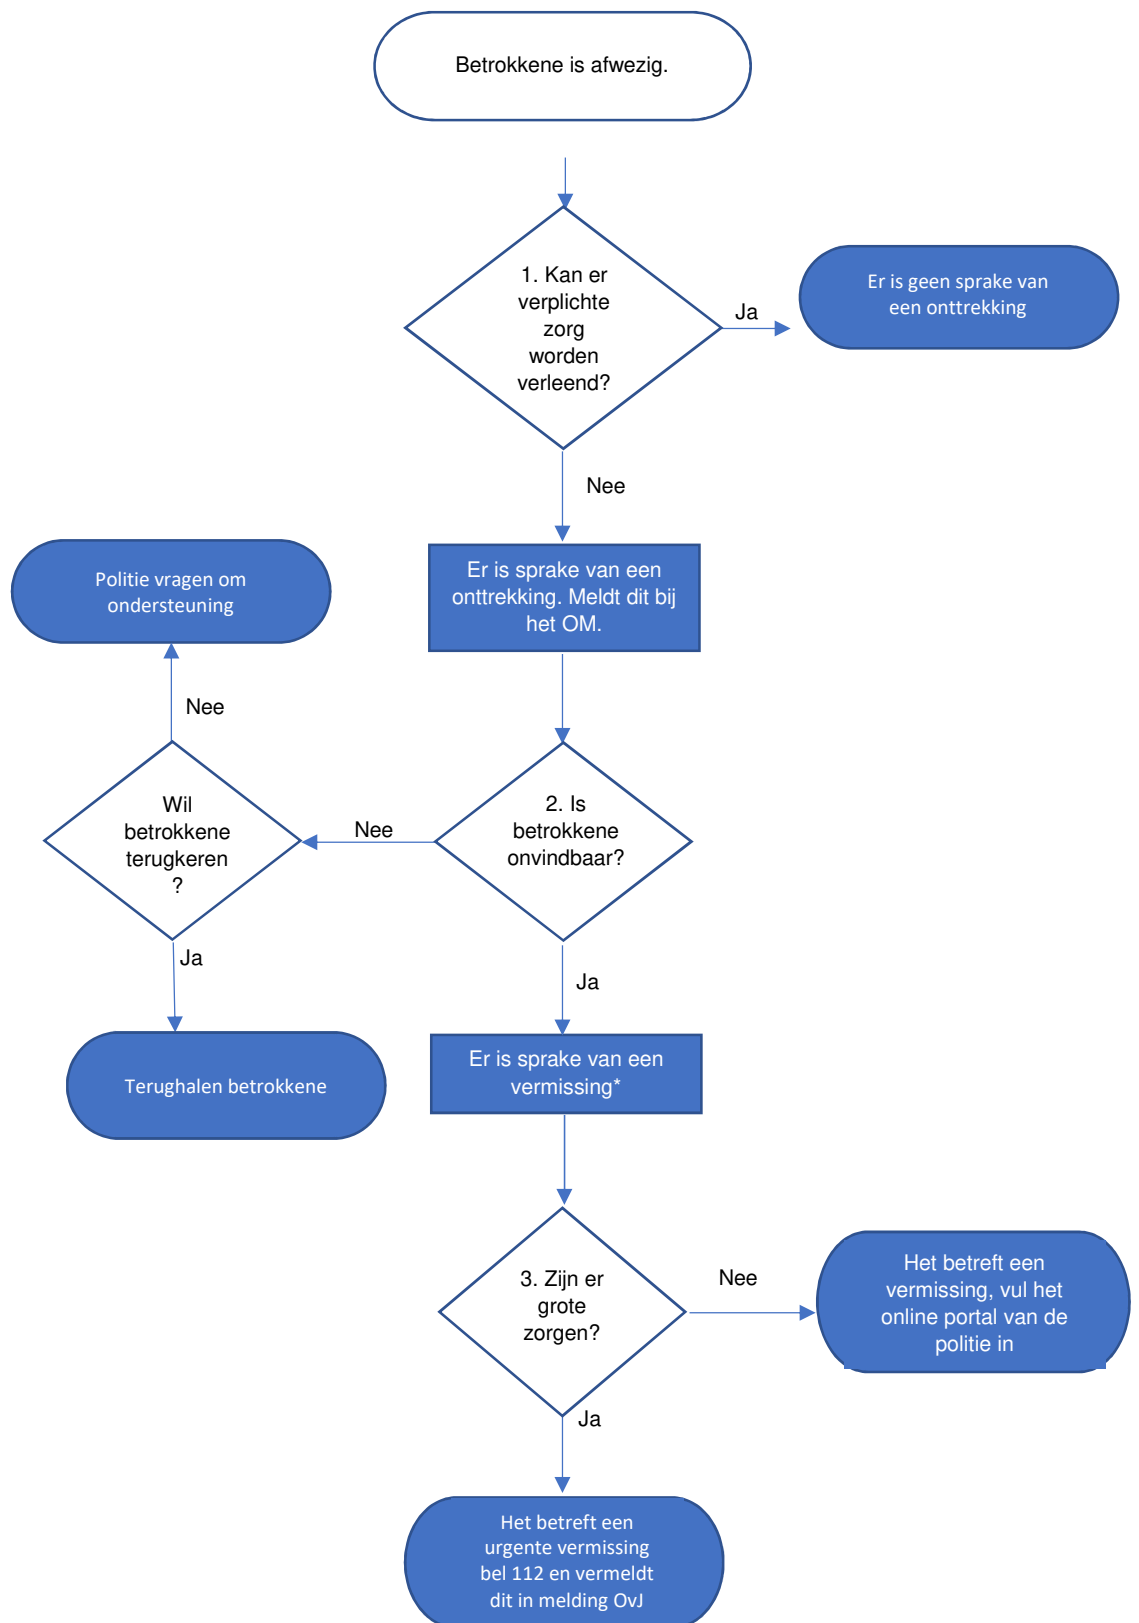 Betrokkene is afwezig.
1. Kan er
verplichte
zorg
worden
verleend?
Ja
Er is geen sprake van
een onttrekking
Nee
Er is sprake van een
onttrekking. Meldt dit bij
het OM.
Politie vragen om
ondersteuning
Nee
Wil
betrokkene
terugkeren
?
Nee
2. Is
betrokkene
onvindbaar?
Ja
Ja
Terughalen betrokkene
Er is sprake van een
vermissing*
3. Zijn er
grote
zorgen?
Nee
Het betreft een
vermissing, vul het
online portal van de
politie in
Ja
Het betreft een
urgente vermissing
bel 112 en vermeldt
dit in melding OvJ